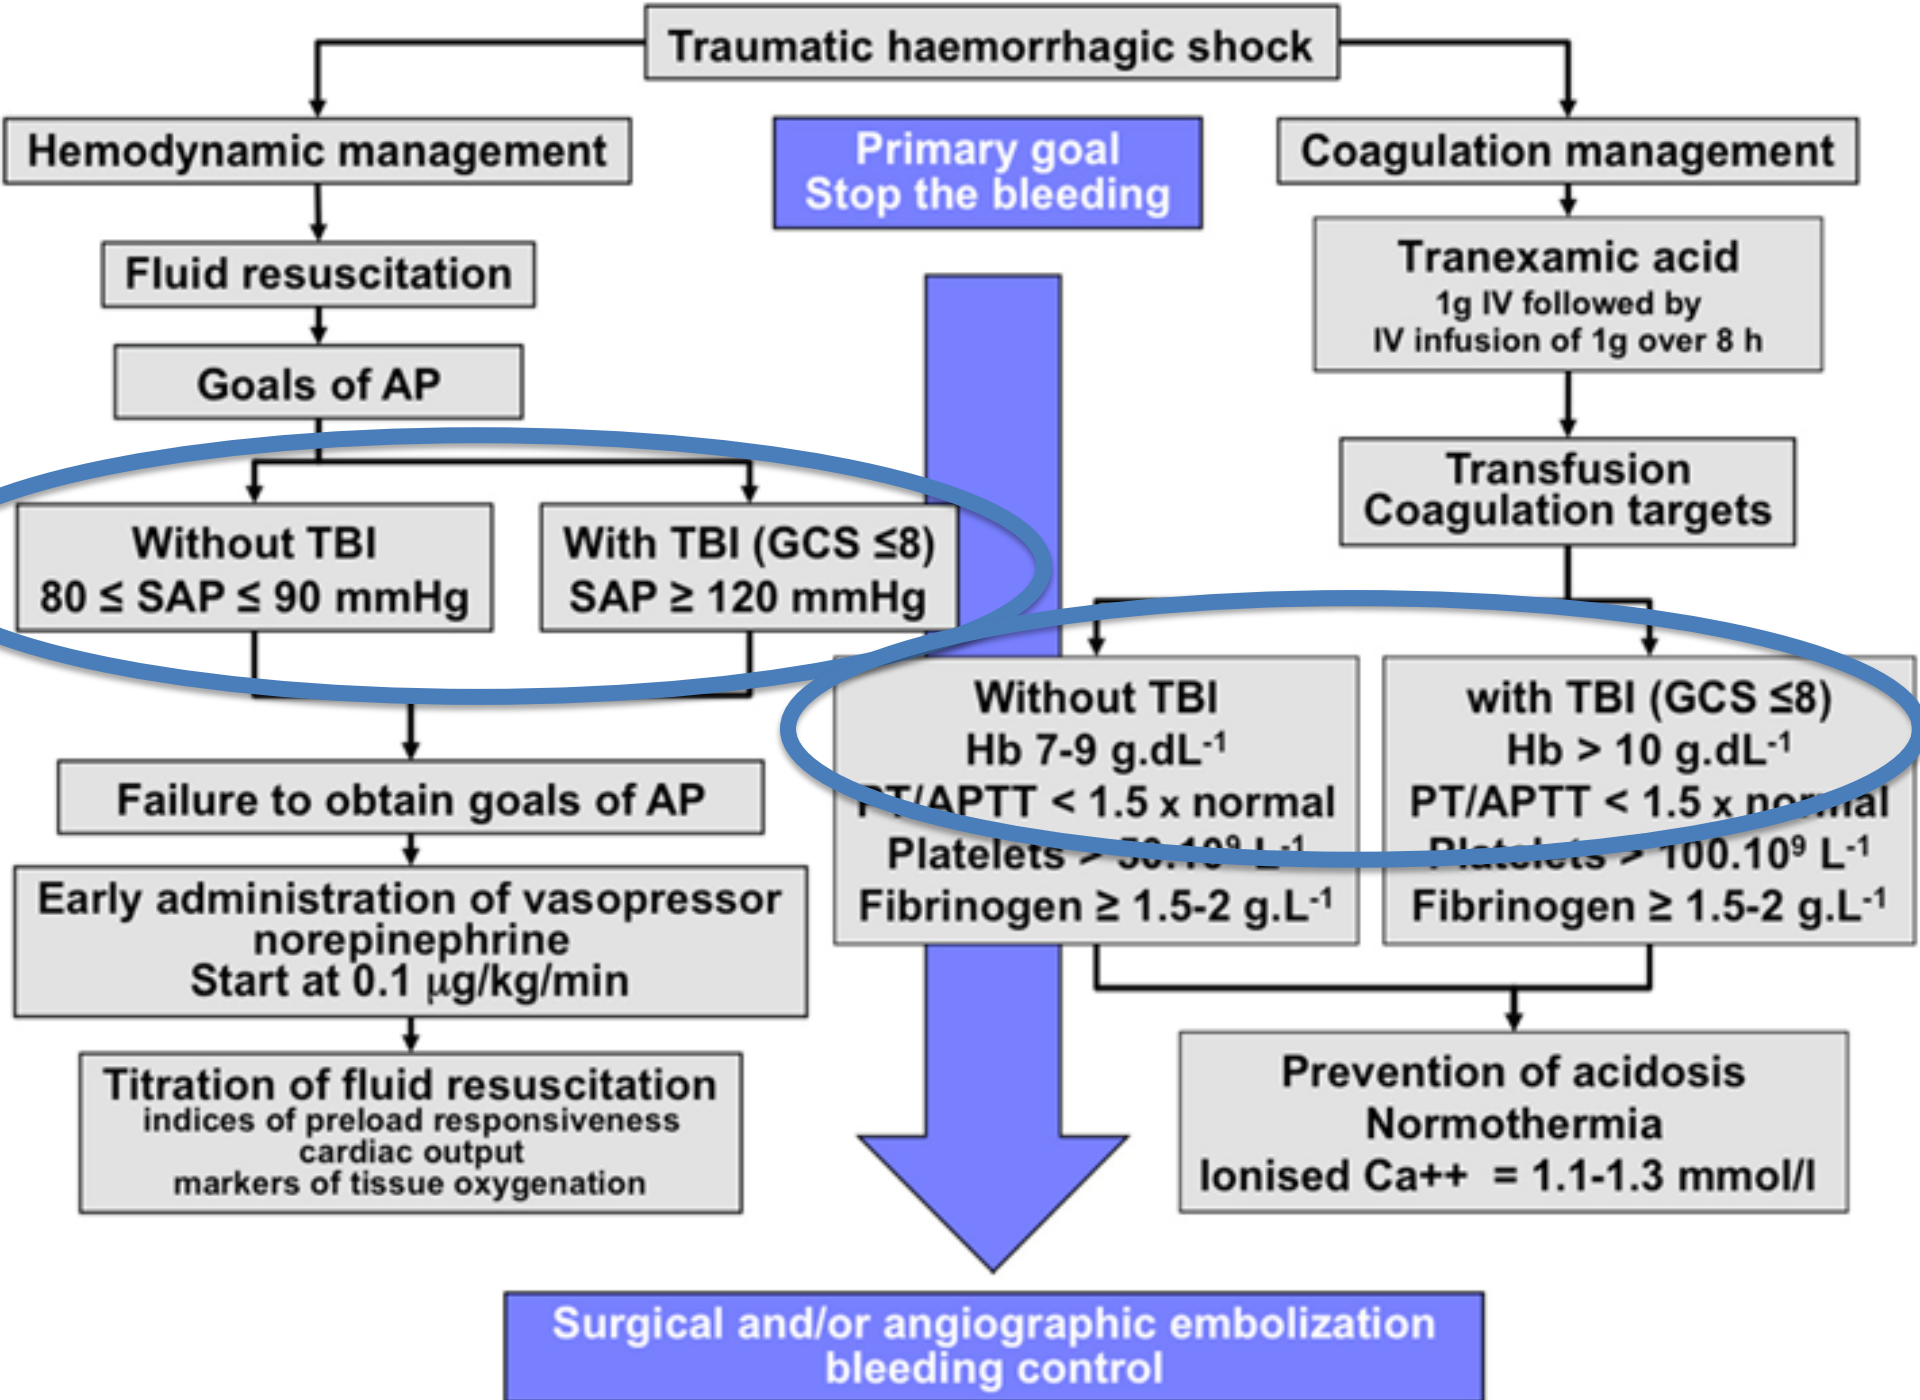 Traumatic haemorrhagic shock
Hemodynamic management
Primary goal
Stop the bleeding
Coagulation management
Fluid resuscitation
Tranexamic acid
1g IV followed by
IV infusion of 1g over 8 h
Goals of AP
Transfusion
Coagulation targets
Without TBI
80 ≤ SAP ≤ 90 mmHg
With TBI (GCS ≤8)
SAP ≥ 120 mmHg
Without TBI
Hb 7-9 g.dL⁻¹
PT/APTT < 1.5 x normal
Platelets > 50.10⁹ L⁻¹
Fibrinogen ≥ 1.5-2 g.L⁻¹
with TBI (GCS ≤8)
Hb > 10 g.dL⁻¹
PT/APTT < 1.5 x normal
Platelets > 100.10⁹ L⁻¹
Fibrinogen ≥ 1.5-2 g.L⁻¹
Failure to obtain goals of AP
Early administration of vasopressor
norepinephrine
Start at 0.1 μg/kg/min
Titration of fluid resuscitation
indices of preload responsiveness
cardiac output
markers of tissue oxygenation
Prevention of acidosis
Normothermia
Ionised Ca++ = 1.1-1.3 mmol/l
Surgical and/or angiographic embolization
bleeding control